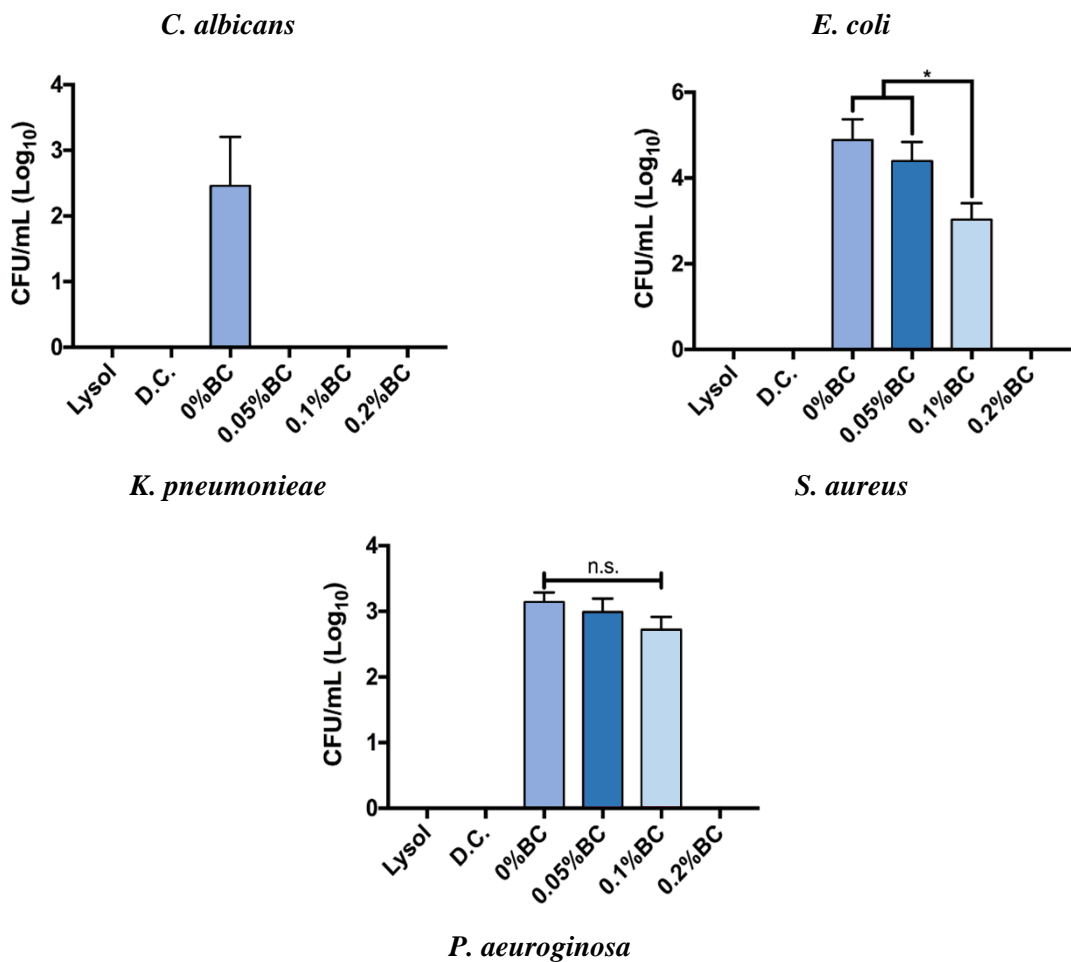 C. albicans
E. coli
CFU/mL (Log10)
4
3
2
1
0
Lysol
D.C.
0%BC
0.05%BC
0.1%BC
0.2%BC
CFU/mL (Log10)
6
4
2
0
*
Lysol
D.C.
0%BC
0.05%BC
0.1%BC
0.2%BC
K. pneumonieae
S. aureus
CFU/mL (Log10)
4
3
2
1
0
n.s.
Lysol
D.C.
0%BC
0.05%BC
0.1%BC
0.2%BC
P. aeuroginosa